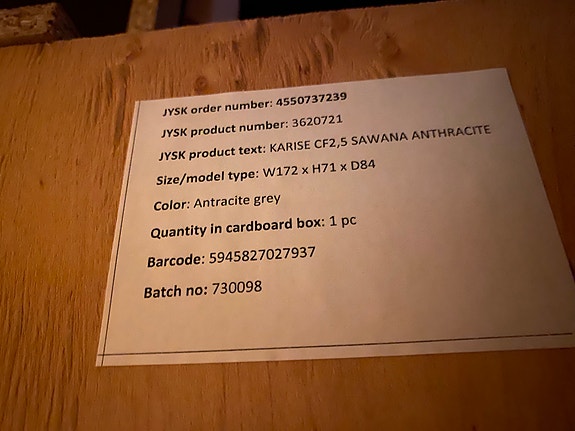 JYSK order number: 4550737239
JYSK product number: 3620721
JYSK product text: KARISE CF2,5 SAWANA ANTHRACITE
Size/model type: W172 x H71 x D84
Color: Antracite grey
Quantity in cardboard box: 1 pc
Barcode: 5945827027937
Batch no: 730098